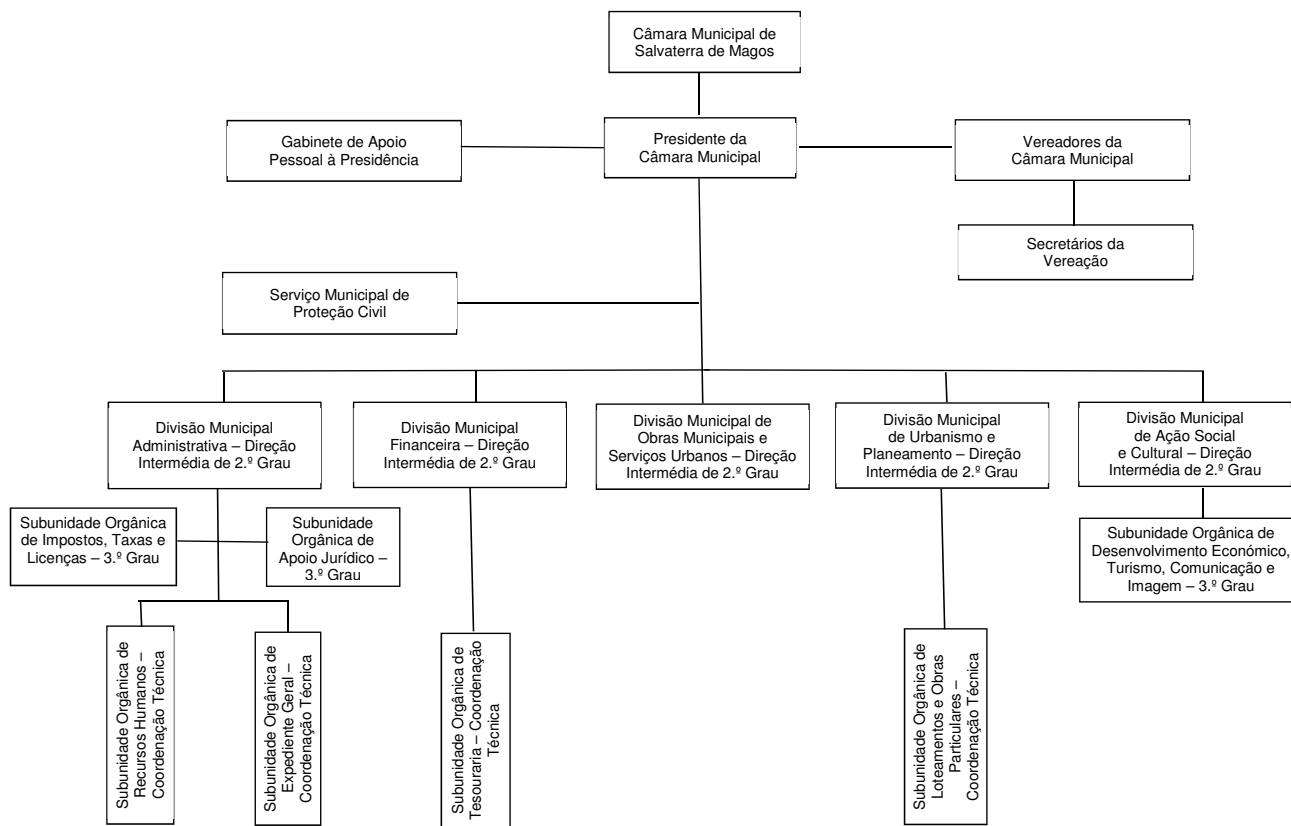 Câmara Municipal de
Salvaterra de Magos
Gabinete de Apoio
Pessoal à Presidência
Presidente da
Câmara Municipal
Vereadores da
Câmara Municipal
Secretários da
Vereação
Serviço Municipal de
Proteção Civil
Divisão Municipal
Administrativa – Direção
Intermédia de 2.º Grau
Divisão Municipal
Financeira – Direção
Intermédia de 2.º Grau
Divisão Municipal de
Obras Municipais e
Serviços Urbanos – Direção
Intermédia de 2.º Grau
Divisão Municipal
de Urbanismo e
Planeamento – Direção
Intermédia de 2.º Grau
Divisão Municipal
de Ação Social
e Cultural – Direção
Intermédia de 2.º Grau
Subunidade Orgânica
de Impostos, Taxas e
Licenças – 3.º Grau
Subunidade
Orgânica de
Apoio Jurídico –
3.º Grau
Subunidade Orgânica de
Desenvolvimento Económico,
Turismo, Comunicação e
Imagem – 3.º Grau
Subunidade Orgânica de
Recursos Humanos –
Coordenação Técnica
Subunidade Orgânica de
Expediente Geral –
Coordenação Técnica
Subunidade Orgânica de
Tesouraria – Coordenação
Técnica
Subunidade Orgânica de
Loteamentos e Obras
Particulares –
Coordenação Técnica